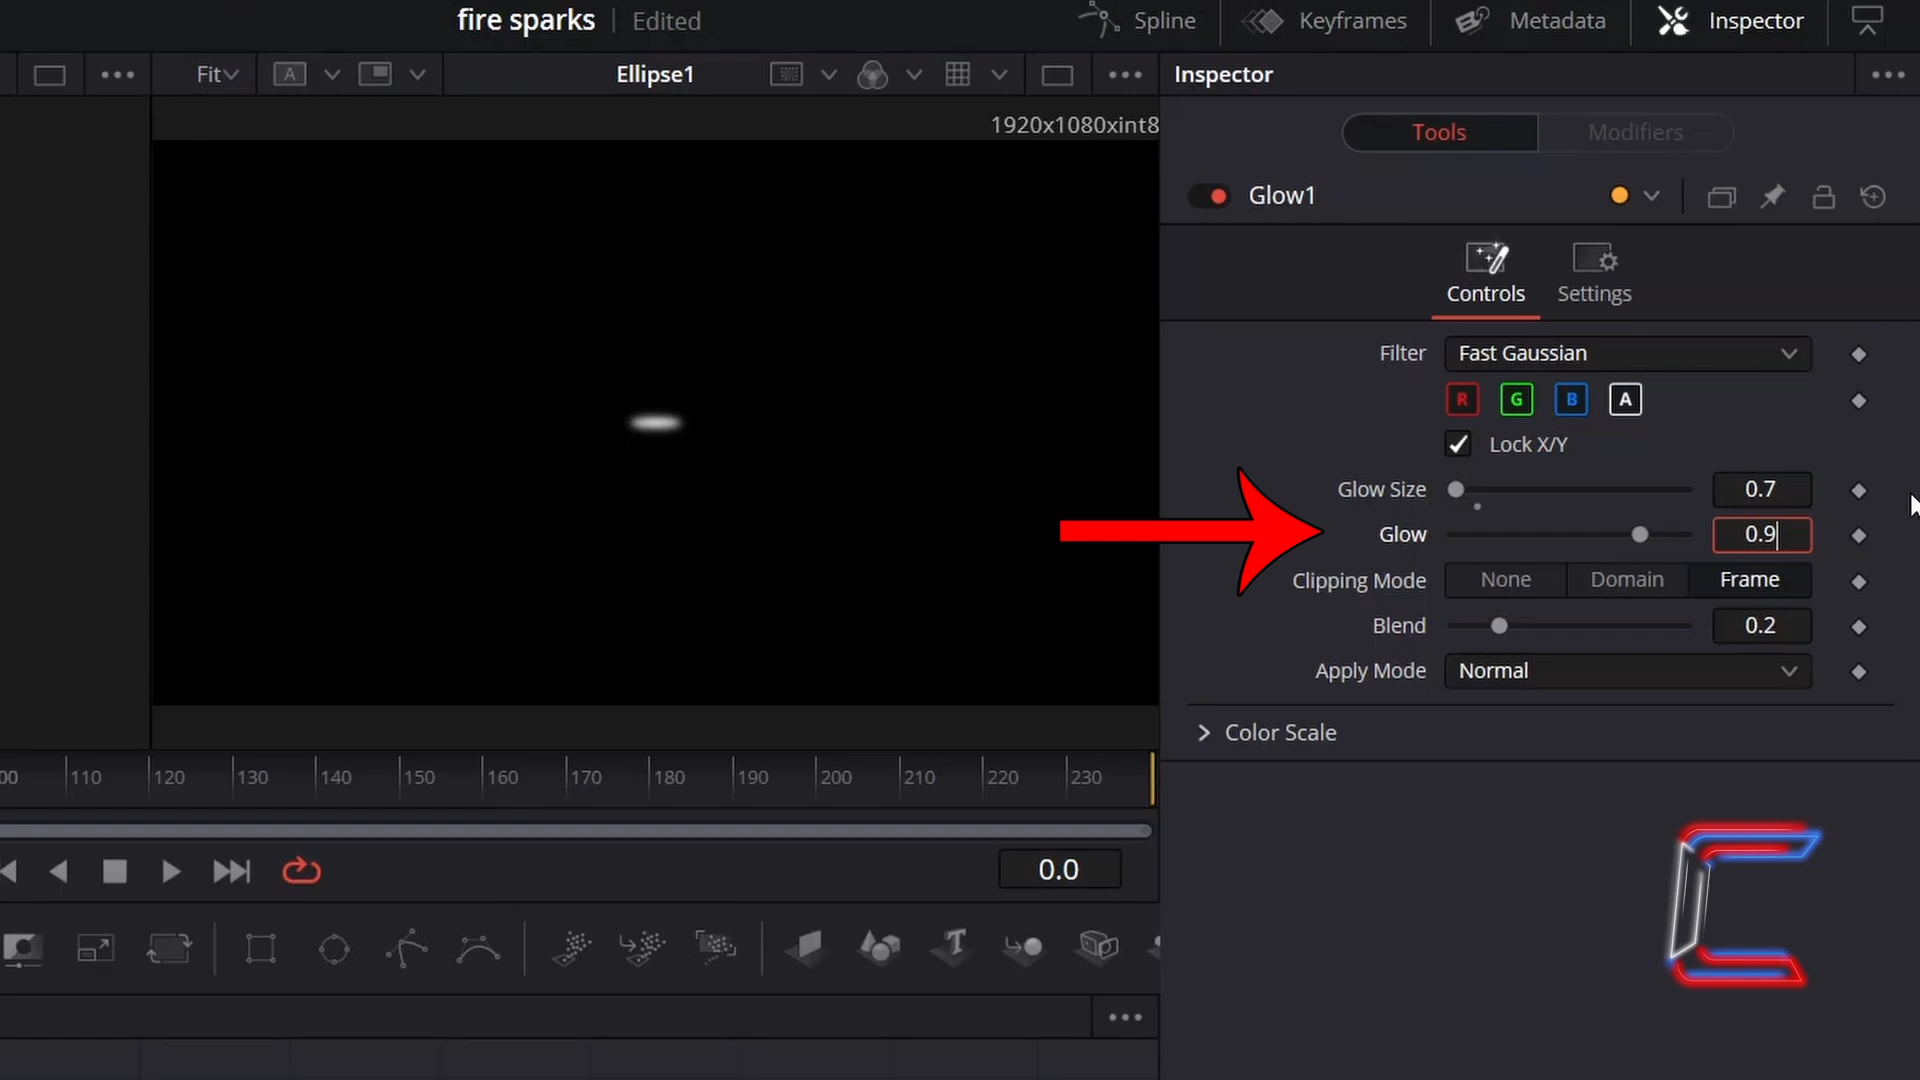 fire sparks Edited
Spline Keyframes Metadata Inspector
Fit A Ellipse1 Inspector
1920x1080xint8
Tools Modifiers
Glow1
Controls Settings
Filter Fast Gaussian
R G B A
Lock X/Y
Glow Size 0.7
Glow 0.9
Clipping Mode None Domain Frame
Blend 0.2
Apply Mode Normal
Color Scale
00 110 120 130 140 150 160 170 180 190 200 210 220 230
0.0
T